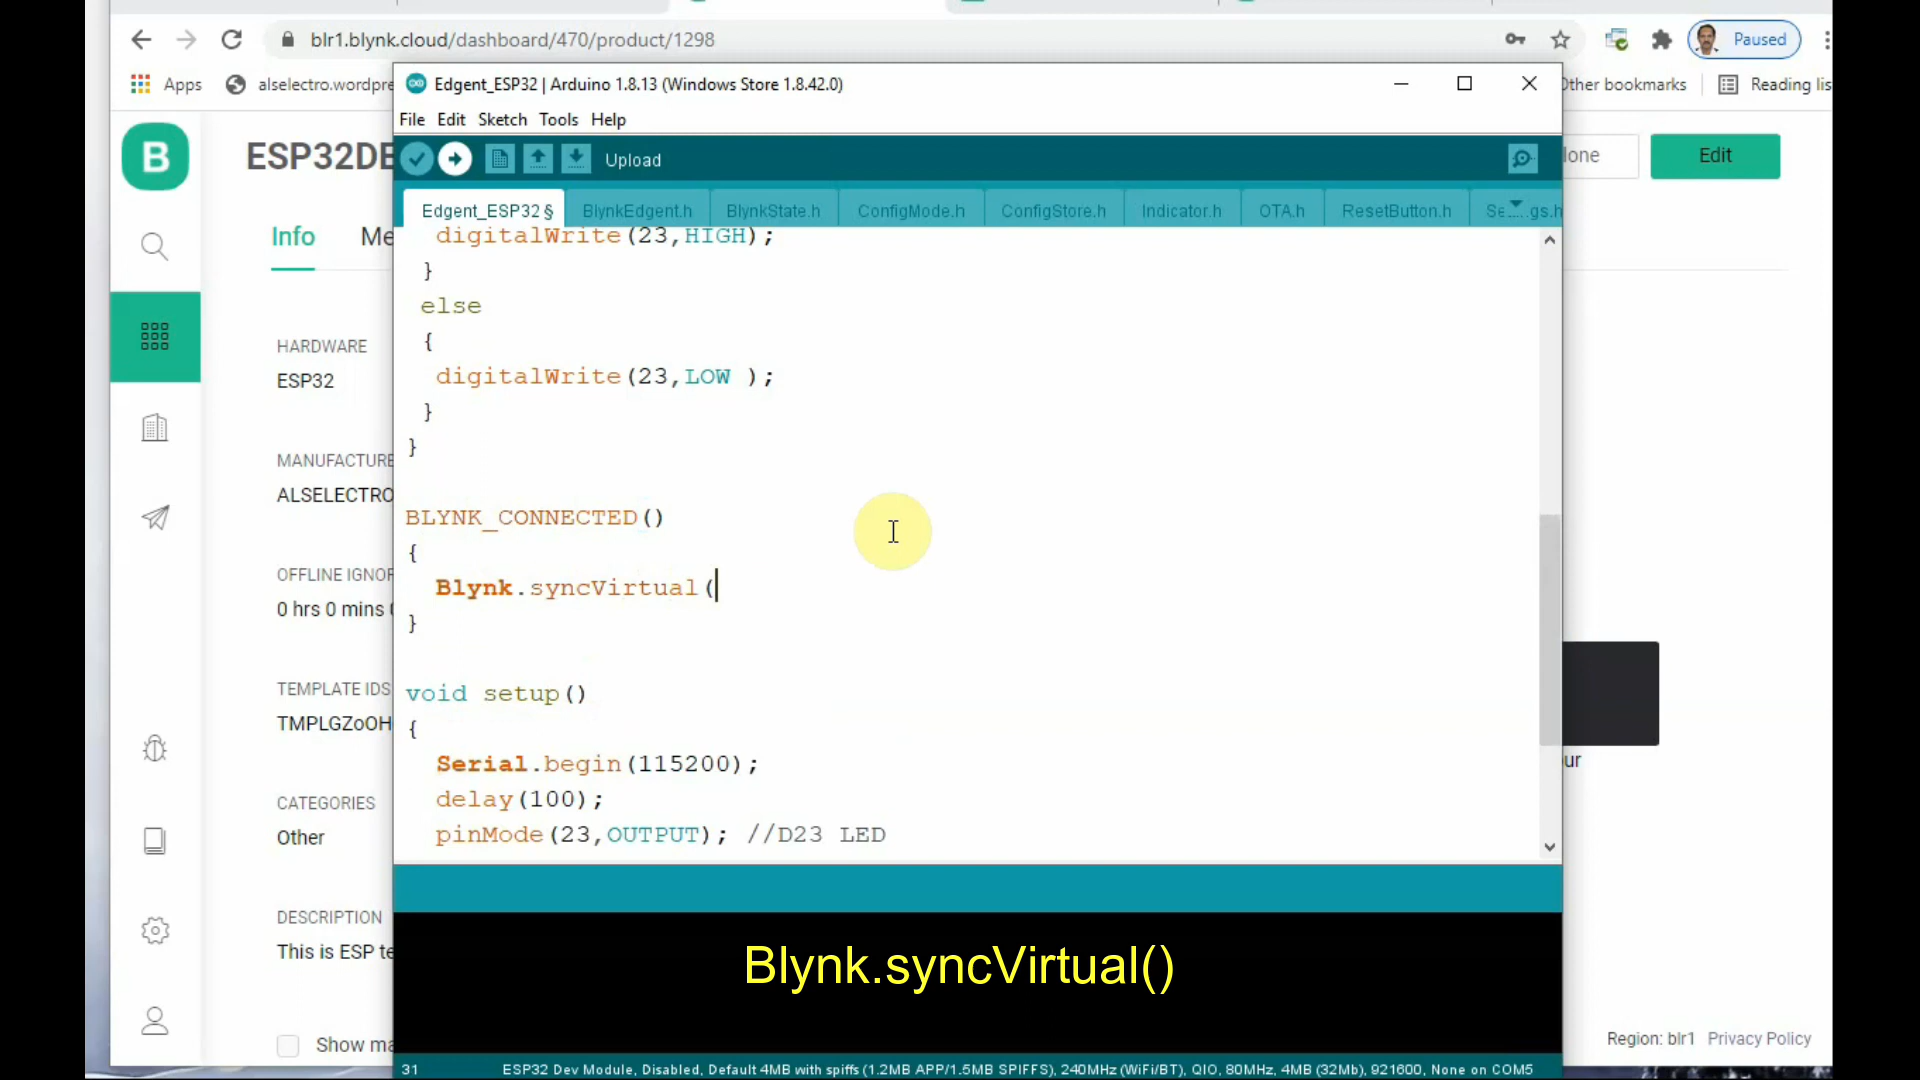 blr1.blynk.cloud/dashboard/470/product/1298
Paused
Apps
alselectro.wordpre
Other bookmarks
Reading lis
Edgent_ESP32 | Arduino 1.8.13 (Windows Store 1.8.42.0)
File Edit Sketch Tools Help
Upload
B
ESP32DE
lone
Edit
Edgent_ESP32 §
BlynkEdgent.h
BlynkState.h
ConfigMode.h
ConfigStore.h
Indicator.h
OTA.h
ResetButton.h
Info
Me
digitalWrite(23,HIGH);
}
else
{
digitalWrite(23,LOW );
}
}
BLYNK_CONNECTED()
{
Blynk.syncVirtual(
}
void setup()
{
Serial.begin(115200);
delay(100);
pinMode(23,OUTPUT); //D23 LED
HARDWARE
ESP32
MANUFACTURE
ALSELECTRO
OFFLINE IGNOR
0 hrs 0 mins
TEMPLATE IDS
TMPLGZoOH
CATEGORIES
Other
DESCRIPTION
This is ESP te
Show ma
our
Blynk.syncVirtual()
Region: blr1 Privacy Policy
31
ESP32 Dev Module, Disabled, Default 4MB with spiffs (1.2MB APP/1.5MB SPIFFS), 240MHz (WiFi/BT), QIO, 80MHz, 4MB (32Mb), 921600, None on COM5